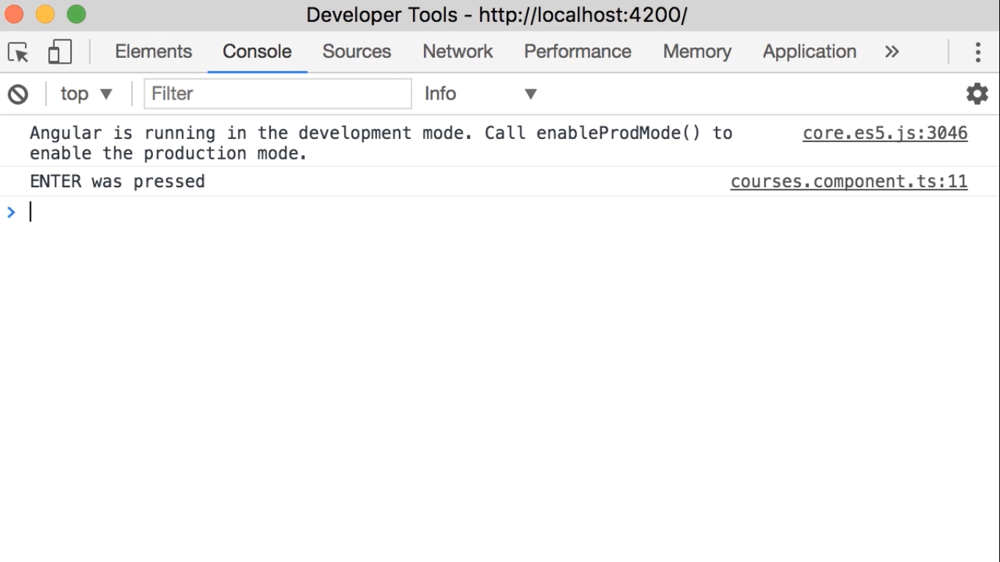 Developer Tools - http://localhost:4200/
Elements Console Sources Network Performance Memory Application »
top ▼ Filter Info ▼
Angular is running in the development mode. Call enableProdMode() to core.es5.js:3046
enable the production mode.
ENTER was pressed courses.component.ts:11
>